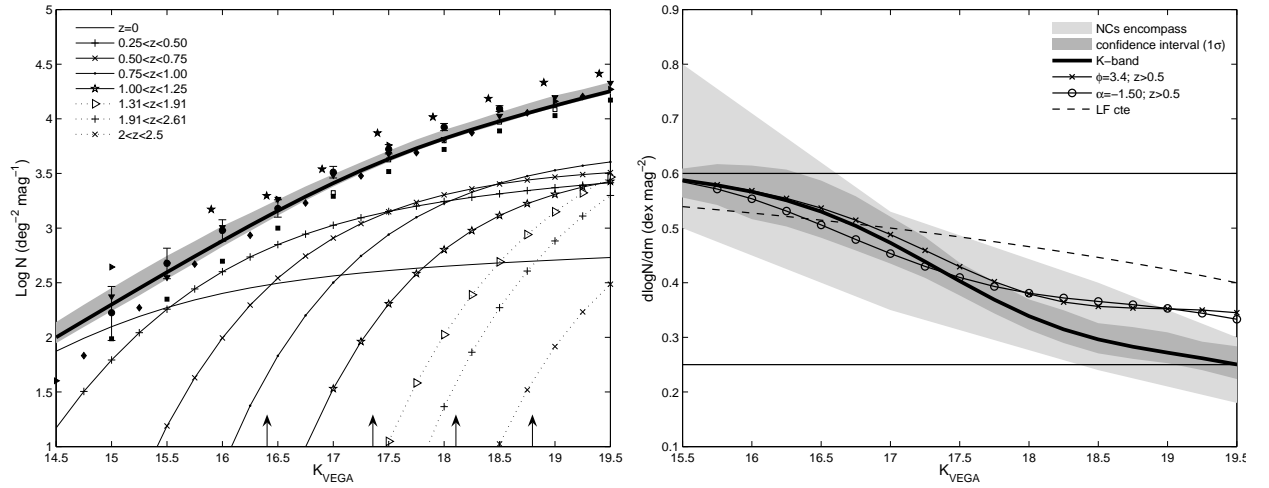 5
4.5
4
3.5
3
2.5
2
1.5
1
Log N (deg⁻² mag⁻¹)
z=0
0.25<z<0.50
0.50<z<0.75
0.75<z<1.00
1.00<z<1.25
1.31<z<1.91
1.91<z<2.61
2<z<2.5
14.5 15 15.5 16 16.5 17 17.5 18 18.5 19 19.5
K_VEGA
0.9
0.8
0.7
0.6
0.5
0.4
0.3
0.2
0.1
dlogN/dm (dex mag⁻²)
NCs encompass
confidence interval (1σ)
K−band
ϕ=3.4; z>0.5
α=−1.50; z>0.5
LF cte
15.5 16 16.5 17 17.5 18 18.5 19 19.5
K_VEGA